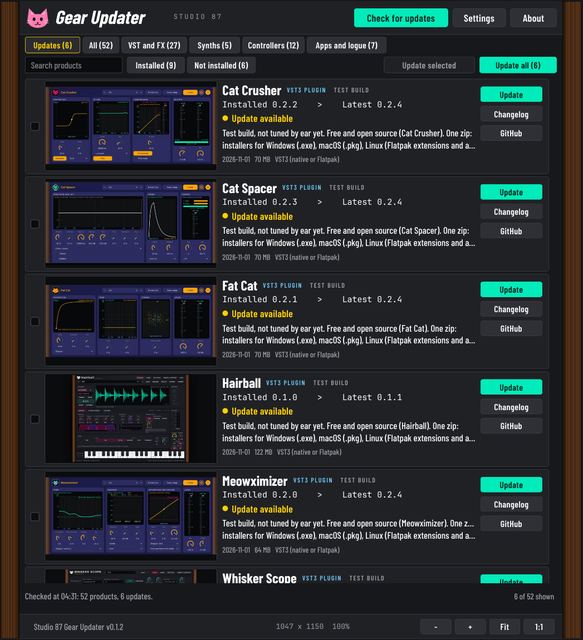 Gear Updater
STUDIO 87
Check for updates
Settings
About
Updates (6)
All (52)
VST and FX (27)
Synths (5)
Controllers (12)
Apps and logue (7)
Search products
Installed (9)
Not installed (6)
Update selected
Update all (6)
Cat Crusher VST3 PLUGIN TEST BUILD
Installed 0.2.2 > Latest 0.2.4
Update available
Test build, not tuned by ear yet. Free and open source (Cat Crusher). One zip:
installers for Windows (.exe), macOS (.pkg), Linux (Flatpak extensions and a...
2026-11-01 70 MB VST3 (native or Flatpak)
Update
Changelog
GitHub
Cat Spacer VST3 PLUGIN TEST BUILD
Installed 0.2.3 > Latest 0.2.4
Update available
Test build, not tuned by ear yet. Free and open source (Cat Spacer). One zip:
installers for Windows (.exe), macOS (.pkg), Linux (Flatpak extensions and a...
2026-11-01 70 MB VST3 (native or Flatpak)
Update
Changelog
GitHub
Fat Cat VST3 PLUGIN TEST BUILD
Installed 0.2.1 > Latest 0.2.4
Update available
Test build, not tuned by ear yet. Free and open source (Fat Cat). One zip:
installers for Windows (.exe), macOS (.pkg), Linux (Flatpak extensions and a...
2026-11-01 70 MB VST3 (native or Flatpak)
Update
Changelog
GitHub
Hairball VST3 PLUGIN TEST BUILD
Installed 0.1.0 > Latest 0.1.1
Update available
Test build, not tuned by ear yet. Free and open source (Hairball). One zip:
installers for Windows (.exe), macOS (.pkg), Linux (Flatpak extensions and a...
2026-11-01 122 MB VST3 (native or Flatpak)
Update
Changelog
GitHub
Meowximizer VST3 PLUGIN TEST BUILD
Installed 0.2.0 > Latest 0.2.4
Update available
Test build, not tuned by ear yet. Free and open source (Meowximizer). One z...
installers for Windows (.exe), macOS (.pkg), Linux (Flatpak extensions and a...
2026-11-01 64 MB VST3 (native or Flatpak)
Update
Changelog
GitHub
Whisker Scope VST3 PLUGIN TEST BUILD
Update
Checked at 04:31: 52 products, 6 updates.
6 of 52 shown
Studio 87 Gear Updater v0.1.2
1047 x 1150 100%
-
+
Fit
1:1